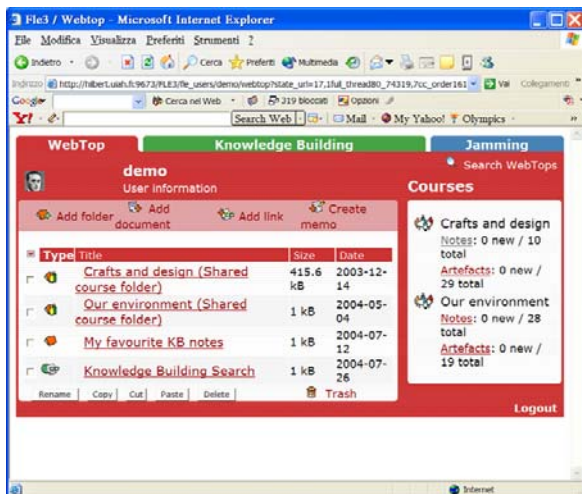 Fle3 / Webtop - Microsoft Internet Explorer
File Modifica Visualizza Preferiti Strumenti ?
Indietro Cerca Preferiti Multimedia
Indirizzo Vai Collegamenti
Google Cerca nel Web 319 bloccati Opzioni
Y! Search Web Mail My Yahoo! Olympics
WebTop Knowledge Building Jamming
Search WebTops
demo
User information
Courses
Add folder Add document Add link Create memo
Type Title Size Date
Crafts and design (Shared course folder) 415.6 kB 2003-12-14
Our environment (Shared course folder) 1 kB 2004-05-04
My favourite KB notes 1 kB 2004-07-12
Knowledge Building Search 1 kB 2004-07-26
Rename Copy Cut Paste Delete Trash
Crafts and design
Notes: 0 new / 10
total
Artefacts: 0 new /
29 total
Our environment
Notes: 0 new / 28
total
Artefacts: 0 new /
19 total
Logout
Internet